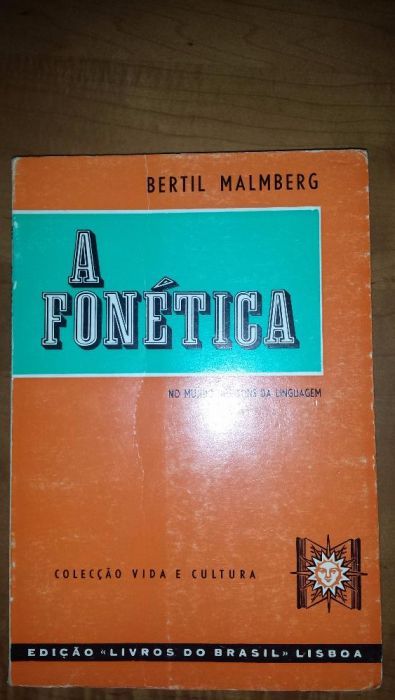 BERTIL MALMBERG
A
FONÉTICA
NO MUNDO DOS SONS DA LINGUAGEM
COLECÇÃO VIDA E CULTURA
EDIÇÃO «LIVROS DO BRASIL» LISBOA